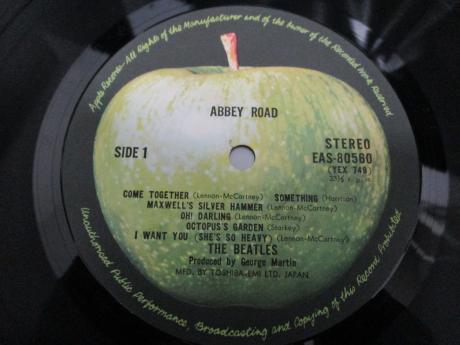 Apple Records-All Rights of the Manufacturer and of the Owner of the Recorded Work Reserved
ABBEY ROAD
SIDE 1
STEREO
EAS-80560
(YEX 749)
33⅓ r.p.m.
COME TOGETHER (Lennon-McCartney) SOMETHING (Harrison)
MAXWELL'S SILVER HAMMER (Lennon-McCartney)
OH! DARLING (Lennon-McCartney)
OCTOPUS'S GARDEN (Starkey)
I WANT YOU (SHE'S SO HEAVY) (Lennon-McCartney)
THE BEATLES
Produced by George Martin
MFD. BY TOSHIBA-EMI LTD. JAPAN
Unauthorised Public Performance, Broadcasting and Copying of this Record Prohibited